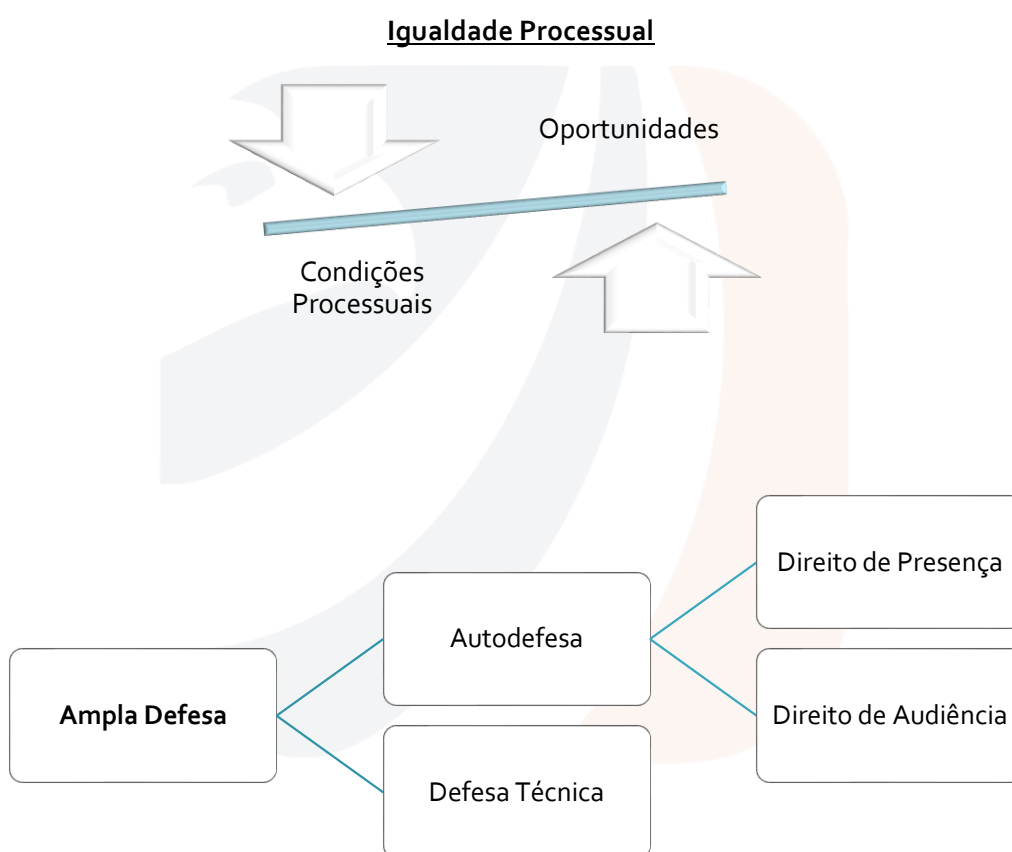 Igualdade Processual
Oportunidades
Condições
Processuais
Ampla Defesa
Autodefesa
Defesa Técnica
Direito de Presença
Direito de Audiência